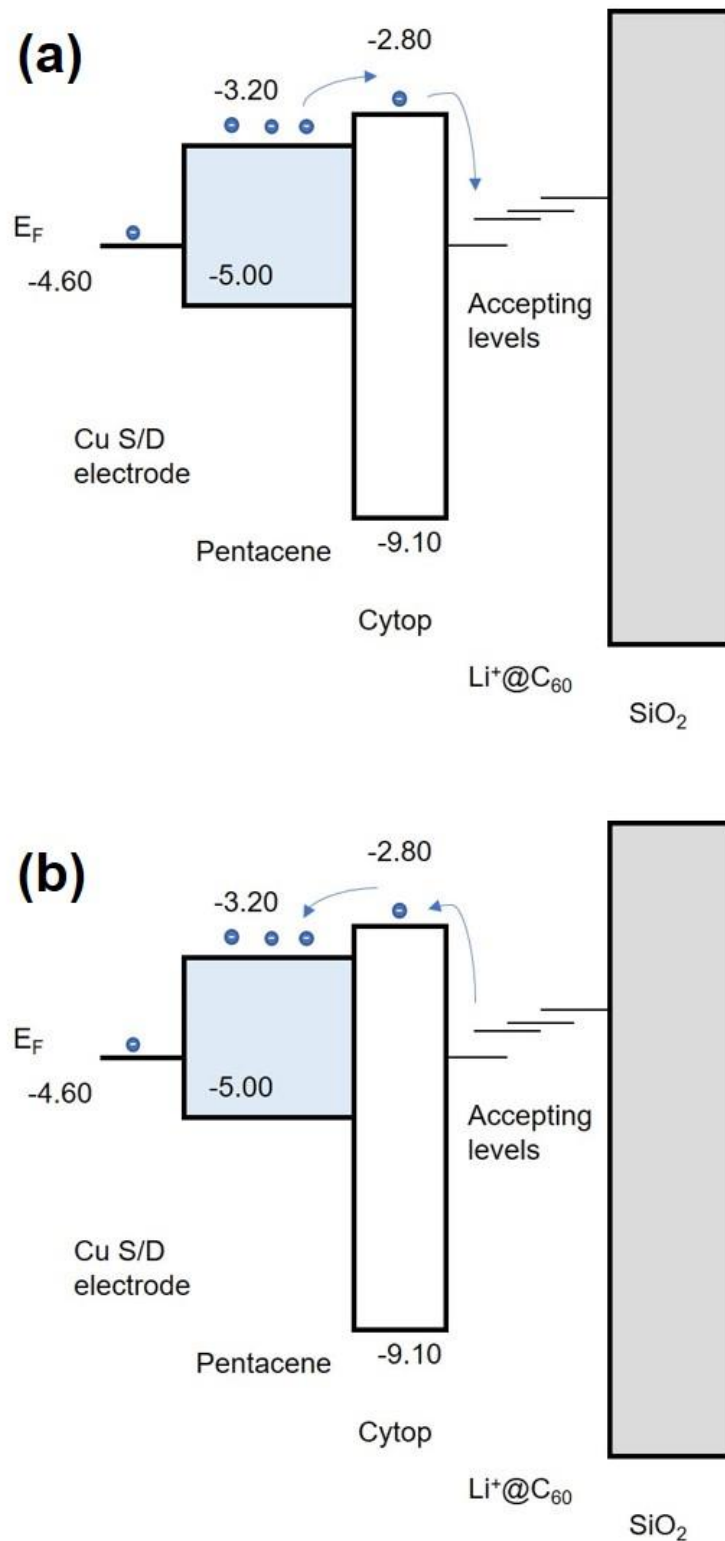 (a)
-2.80
-3.20
E_F
-4.60
-5.00
Accepting
levels
Cu S/D
electrode
Pentacene
-9.10
Cytop
Li⁺@C₆₀
SiO₂
(b)
-2.80
-3.20
E_F
-4.60
-5.00
Accepting
levels
Cu S/D
electrode
Pentacene
-9.10
Cytop
Li⁺@C₆₀
SiO₂